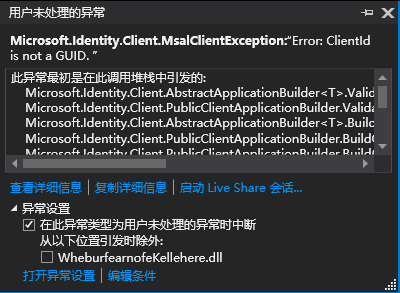 用户未处理的异常
Microsoft.Identity.Client.MsalClientException:“Error: ClientId
is not a GUID. ”
此异常最初是在此调用堆栈中引发的:
Microsoft.Identity.Client.AbstractApplicationBuilder<T>.Valid
Microsoft.Identity.Client.PublicClientApplicationBuilder.Valida
Microsoft.Identity.Client.AbstractApplicationBuilder<T>.Build
Microsoft.Identity.Client.PublicClientApplicationBuilder.BuildC
Microsoft.Identity.Client.PublicClientApplicationBuilder.Build
查看详细信息 | 复制详细信息 | 启动 Live Share 会话...
异常设置
在此异常类型为用户未处理的异常时中断
从以下位置引发时除外:
WheburfearnofeKellehere.dll
打开异常设置 | 编辑条件